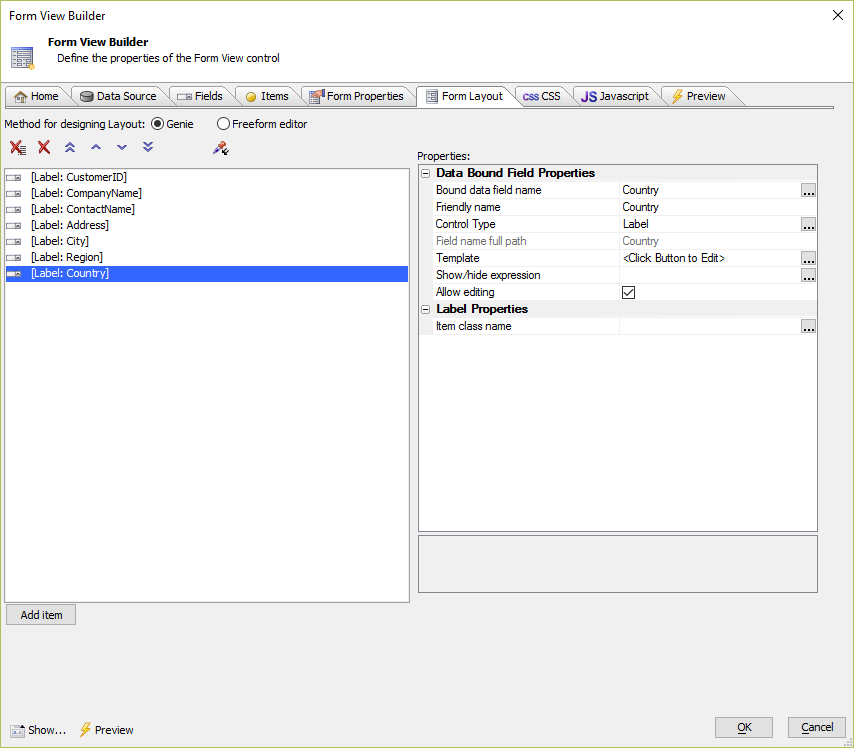 Form View Builder
Form View Builder
Define the properties of the Form View control
Home Data Source Fields Items Form Properties Form Layout CSS CSS JS Javascript Preview
Method for designing Layout: Genie Freeform editor
[Label: CustomerID]
[Label: CompanyName]
[Label: ContactName]
[Label: Address]
[Label: City]
[Label: Region]
[Label: Country]
Add item
Properties:
Data Bound Field Properties
Bound data field name Country ...
Friendly name Country
Control Type Label ...
Field name full path Country
Template <Click Button to Edit> ...
Show/hide expression ...
Allow editing
Label Properties
Item class name ...
Show... Preview
OK Cancel